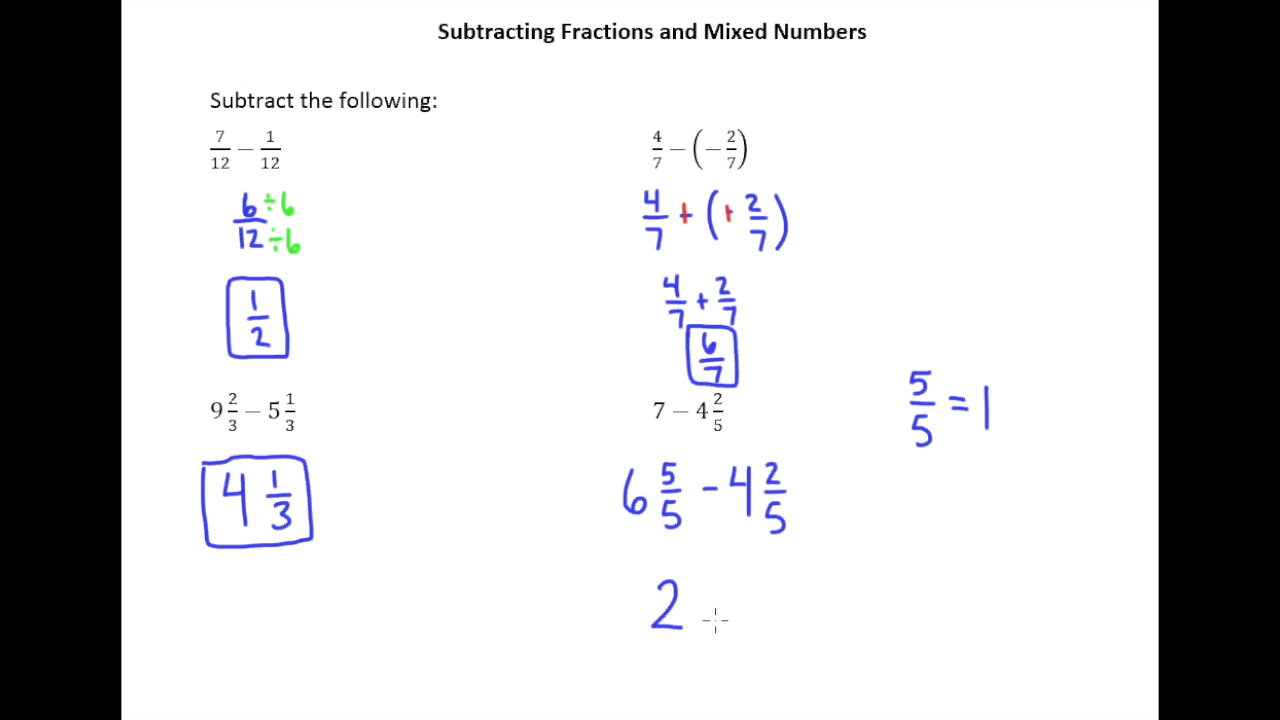 Subtracting Fractions and Mixed Numbers
Subtract the following:
7/12 − 1/12
6/12 ÷6/÷6
1/2
4/7 − (−2/7)
4/7 + (+ 2/7)
4/7 + 2/7
6/7
9 2/3 − 5 1/3
4 1/3
7 − 4 2/5
5/5 = 1
6 5/5 - 4 2/5
2